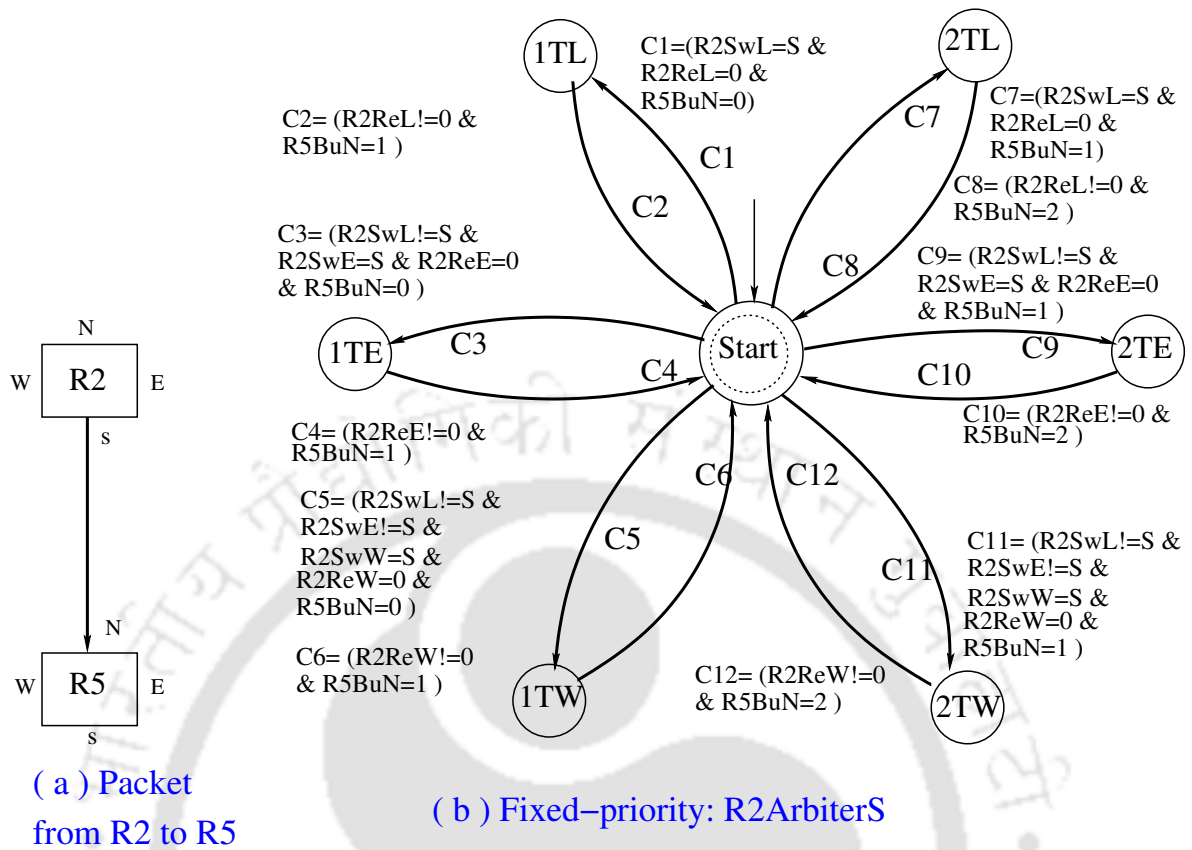 1TL
C1=(R2SwL=S &
R2ReL=0 &
R5BuN=0)
2TL
C7=(R2SwL=S &
R2ReL=0 &
R5BuN=1)
C2= (R2ReL!=0 &
R5BuN=1 )
C7
C1
C2
C8= (R2ReL!=0 &
R5BuN=2 )
C3= (R2SwL!=S &
R2SwE=S & R2ReE=0
& R5BuN=0 )
C8
C9= (R2SwL!=S &
R2SwE=S & R2ReE=0
& R5BuN=1 )
N
W
R2
E
s
1TE
C3
C4
Start
C9
C10
2TE
C4= (R2ReE!=0 &
R5BuN=1 )
C10= (R2ReE!=0 &
R5BuN=2 )
C6
C12
C5= (R2SwL!=S &
R2SwE!=S &
R2SwW=S &
R2ReW=0 &
R5BuN=0 )
C5
C11
C11= (R2SwL!=S &
R2SwE!=S &
R2SwW=S &
R2ReW=0 &
R5BuN=1 )
N
W
R5
E
s
C6= (R2ReW!=0
& R5BuN=1 )
1TW
C12= (R2ReW!=0
& R5BuN=2 )
2TW
( a ) Packet
from R2 to R5
( b ) Fixed−priority: R2ArbiterS